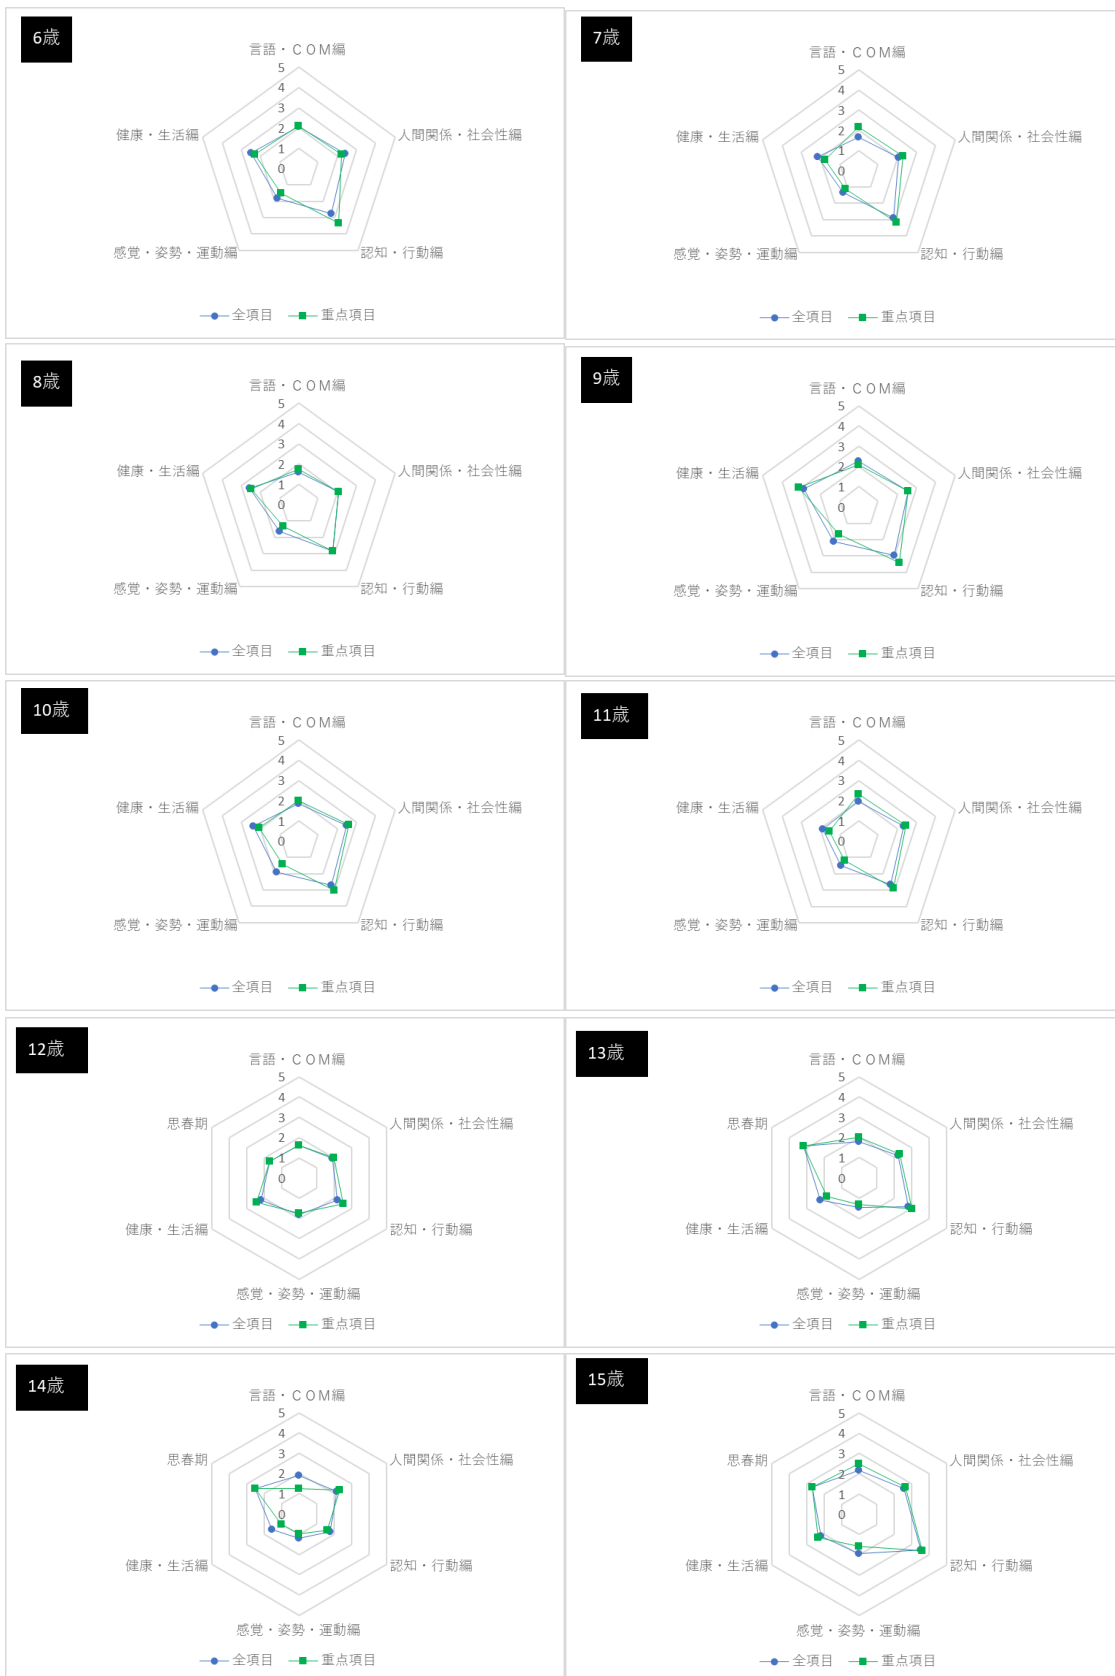 6歳
言語・COM編
5
4
3
2
1
0
健康・生活編
人間関係・社会性編
感覚・姿勢・運動編
認知・行動編
全項目 重点項目
7歳
言語・COM編
5
4
3
2
1
0
健康・生活編
人間関係・社会性編
感覚・姿勢・運動編
認知・行動編
全項目 重点項目
8歳
言語・COM編
5
4
3
2
1
0
健康・生活編
人間関係・社会性編
感覚・姿勢・運動編
認知・行動編
全項目 重点項目
9歳
言語・COM編
5
4
3
2
1
0
健康・生活編
人間関係・社会性編
感覚・姿勢・運動編
認知・行動編
全項目 重点項目
10歳
言語・COM編
5
4
3
2
1
0
健康・生活編
人間関係・社会性編
感覚・姿勢・運動編
認知・行動編
全項目 重点項目
11歳
言語・COM編
5
4
3
2
1
0
健康・生活編
人間関係・社会性編
感覚・姿勢・運動編
認知・行動編
全項目 重点項目
12歳
言語・COM編
5
4
3
2
1
0
思春期
人間関係・社会性編
健康・生活編
認知・行動編
感覚・姿勢・運動編
全項目 重点項目
13歳
言語・COM編
5
4
3
2
1
0
思春期
人間関係・社会性編
健康・生活編
認知・行動編
感覚・姿勢・運動編
全項目 重点項目
14歳
言語・COM編
5
4
3
2
1
0
思春期
人間関係・社会性編
健康・生活編
認知・行動編
感覚・姿勢・運動編
全項目 重点項目
15歳
言語・COM編
5
4
3
2
1
0
思春期
人間関係・社会性編
健康・生活編
認知・行動編
感覚・姿勢・運動編
全項目 重点項目